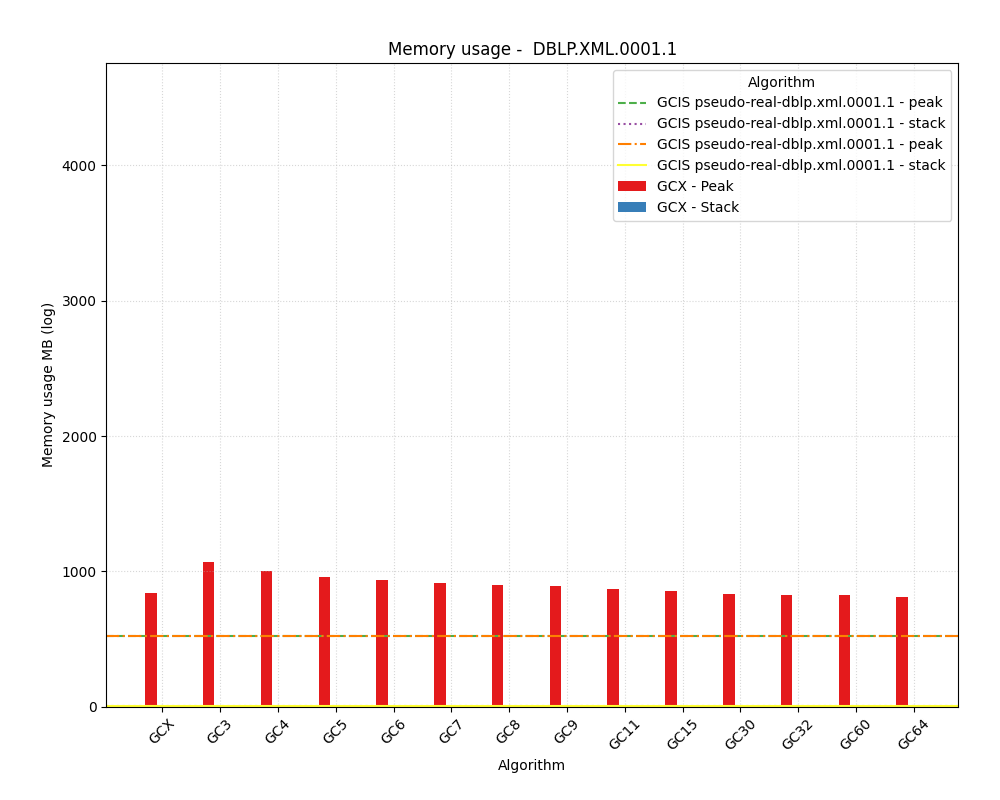 Memory usage -  DBLP.XML.0001.1
Algorithm
GCIS pseudo-real-dblp.xml.0001.1 - peak
GCIS pseudo-real-dblp.xml.0001.1 - stack
GCIS pseudo-real-dblp.xml.0001.1 - peak
GCIS pseudo-real-dblp.xml.0001.1 - stack
GCX - Peak
GCX - Stack
Memory usage MB (log)
4000
3000
2000
1000
0
GCX GC3 GC4 GC5 GC6 GC7 GC8 GC9 GC11 GC15 GC30 GC32 GC60 GC64
Algorithm